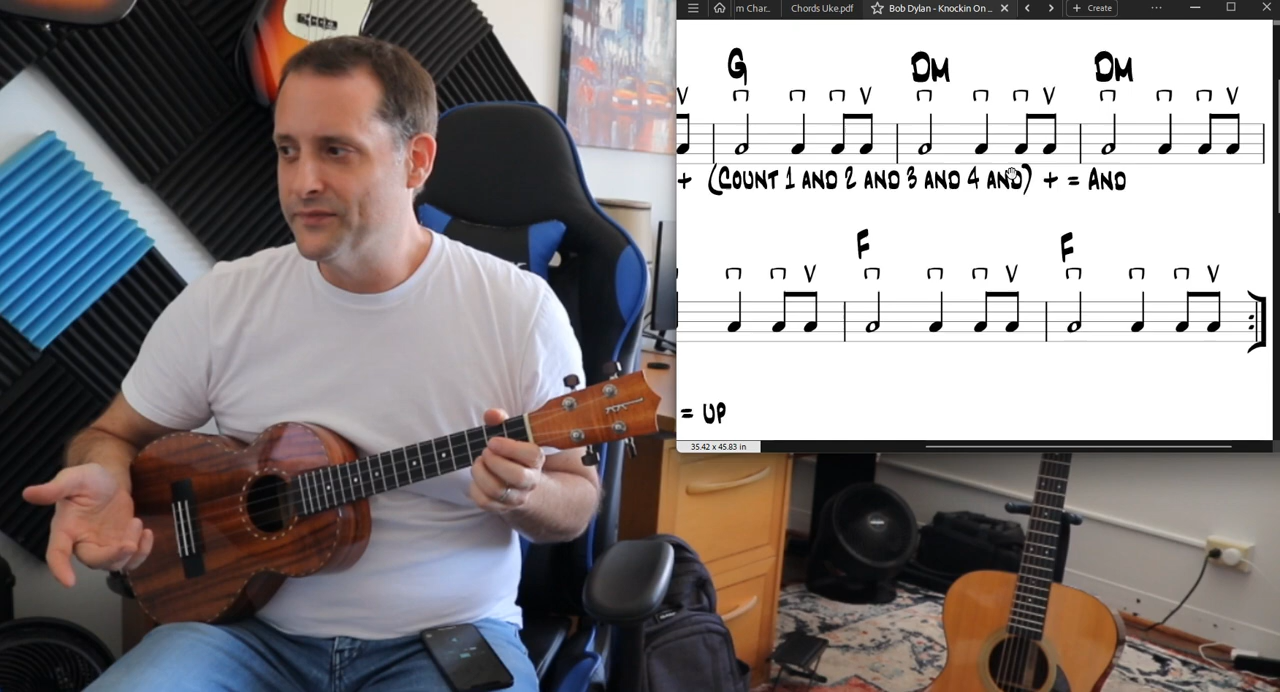 m Char..
Chords Uke.pdf
Bob Dylan - Knockin On ..
+ Create
G DM DM
V V V V
+ (COUNT 1 AND 2 AND 3 AND 4 AND) + = AND
F F
V V V
= UP
35.42 x 45.83 in